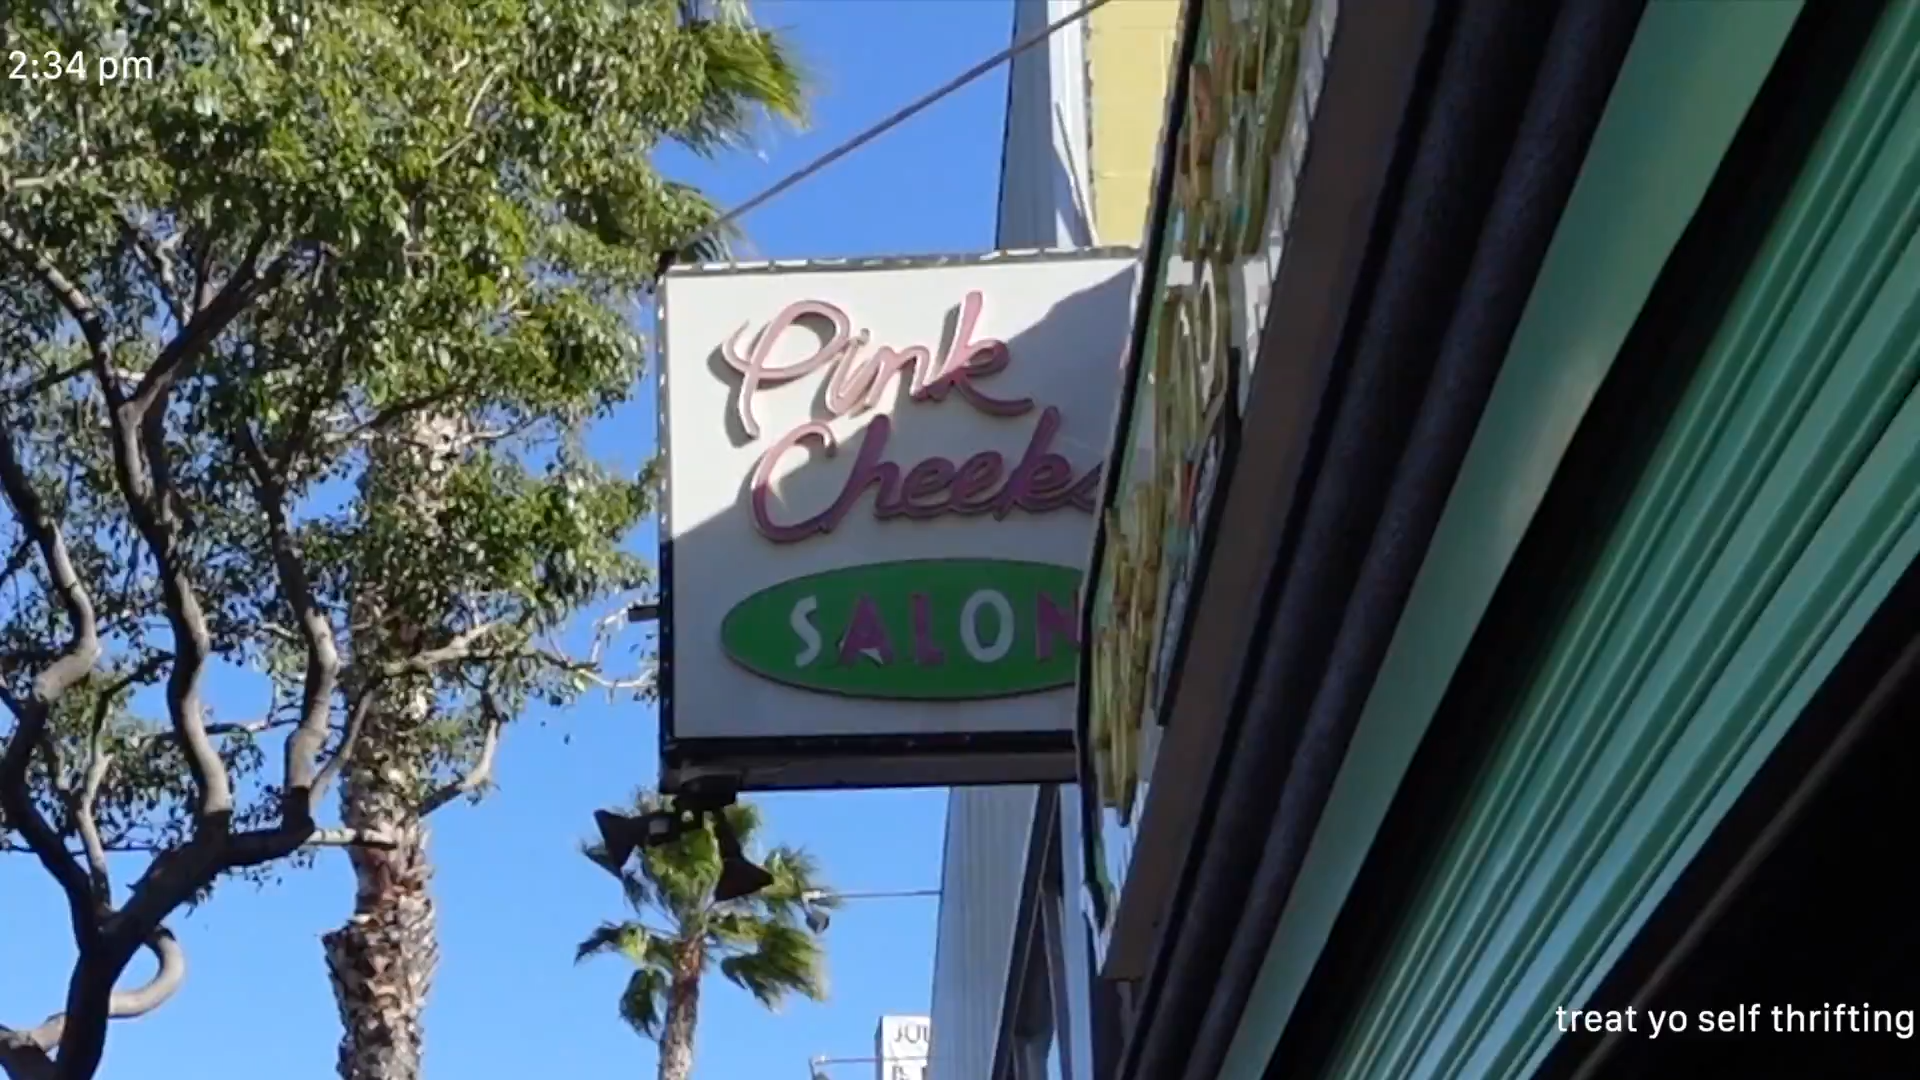 2:34 pm
Pink
Cheeks
SALON
treat yo self thrifting